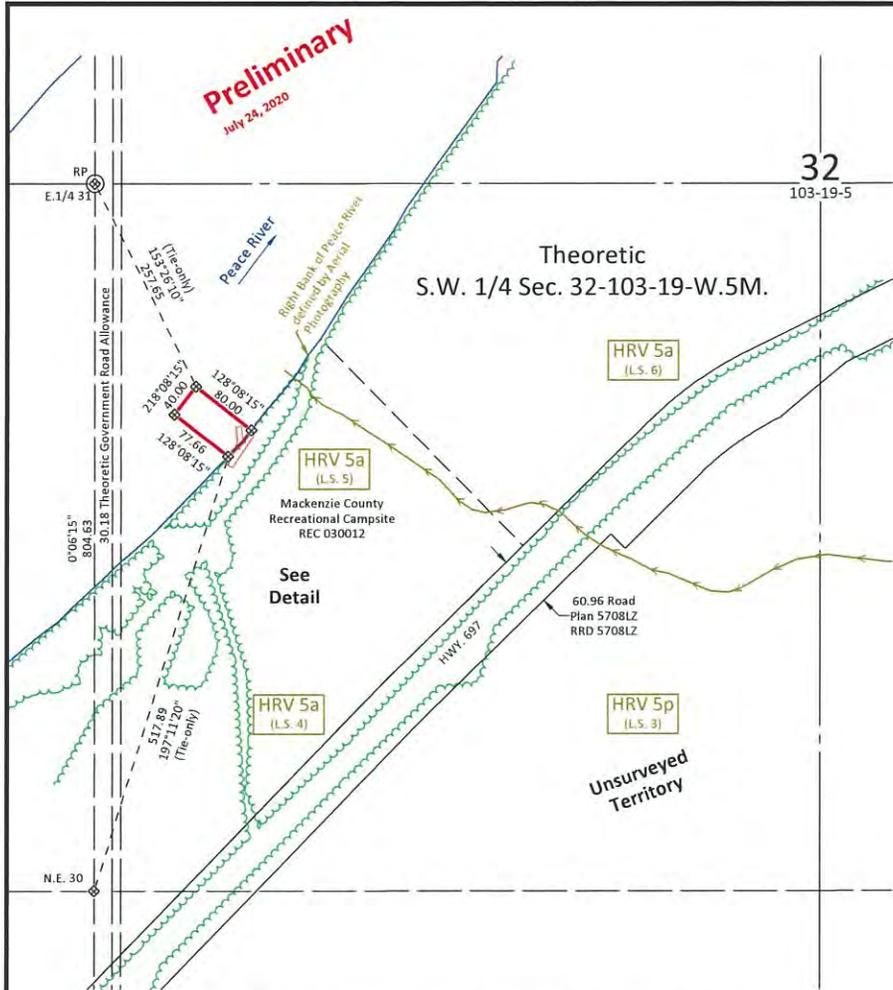 Preliminary
July 24, 2020
RP
E.1/4 31
32
103-19-5
(Tie-only)
153°26'10"
257.65
Peace River
Right Bank of Peace River
defined by Aerial
Photography
Theoretic
S.W. 1/4 Sec. 32-103-19-W.5M.
30.18 Theoretic Government Road Allowance
HRV 5a
(L.S. 6)
218°08'15"
40.00
128°08'15"
80.00
77.66
128°08'15"
HRV 5a
(L.S. 5)
Mackenzie County
Recreational Campsite
REC 030012
0°06'15"
804.63
See
Detail
60.96 Road
Plan 5708LZ
RRD 5708LZ
HWY. 697
HRV 5a
(L.S. 4)
HRV 5p
(L.S. 3)
517.89
197°11'20"
(Tie-only)
Unsurveyed
Territory
N.E. 30